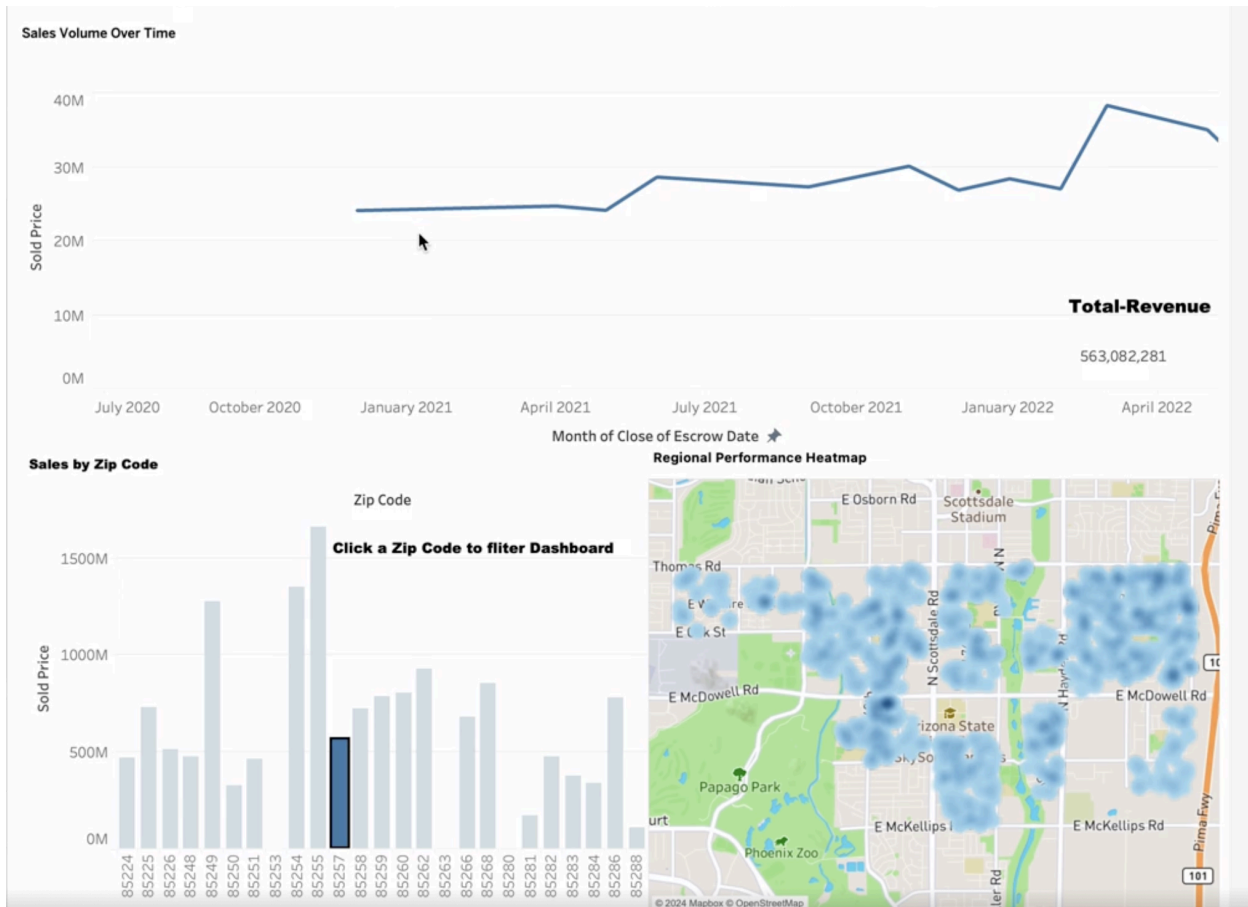 Sales Volume Over Time
40M
30M
20M
10M
0M
Sold Price
Total-Revenue
563,082,281
July 2020 October 2020 January 2021 April 2021 July 2021 October 2021 January 2022 April 2022
Month of Close of Escrow Date
Sales by Zip Code
Zip Code
Click a Zip Code to fliter Dashboard
1500M
1000M
500M
0M
Sold Price
85224 85225 85226 85248 85249 85250 85251 85253 85254 85255 85257 85258 85259 85260 85262 85263 85266 85268 85280 85281 85282 85283 85284 85286 85288
Regional Performance Heatmap
E Osborn Rd
Scottsdale
Stadium
Thomas Rd
N Scottsdale Rd
E McDowell Rd
E McDowell Rd
Papago Park
E McKellips
E McKellips Rd
Phoenix Zoo
Pima Fwy
101
© 2024 Mapbox © OpenStreetMap